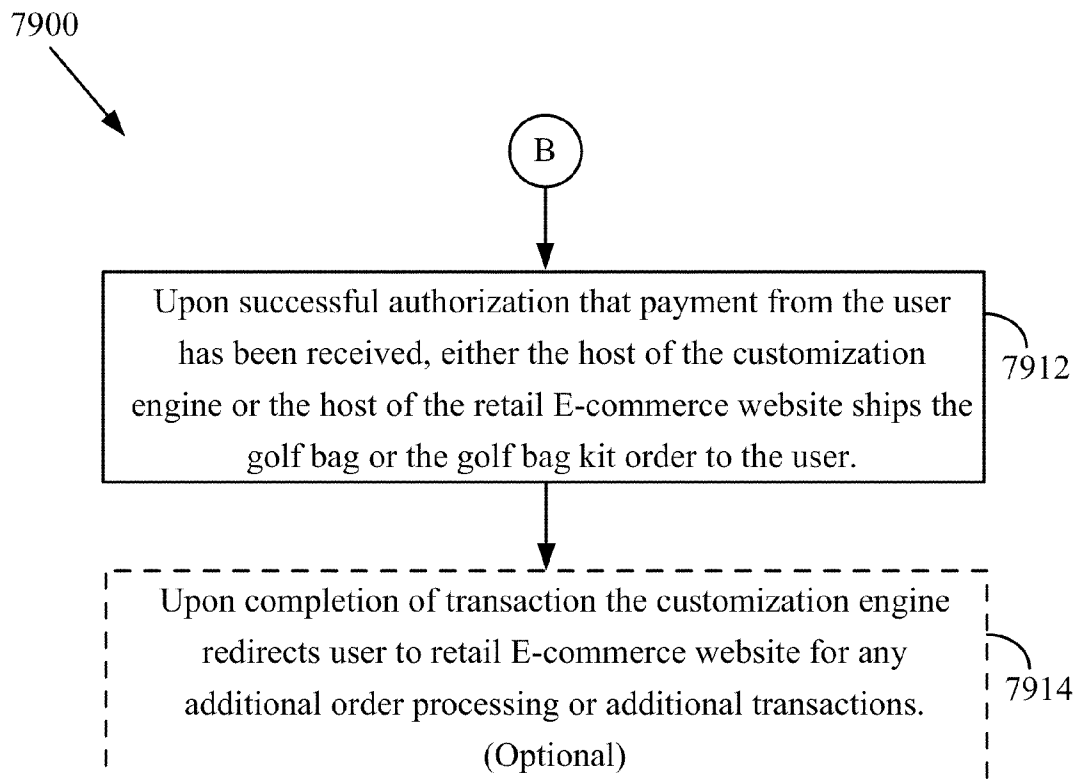 7900
B
Upon successful authorization that payment from the user
has been received, either the host of the customization
engine or the host of the retail E-commerce website ships the
golf bag or the golf bag kit order to the user.
7912
Upon completion of transaction the customization engine
redirects user to retail E-commerce website for any
additional order processing or additional transactions.
(Optional)
7914